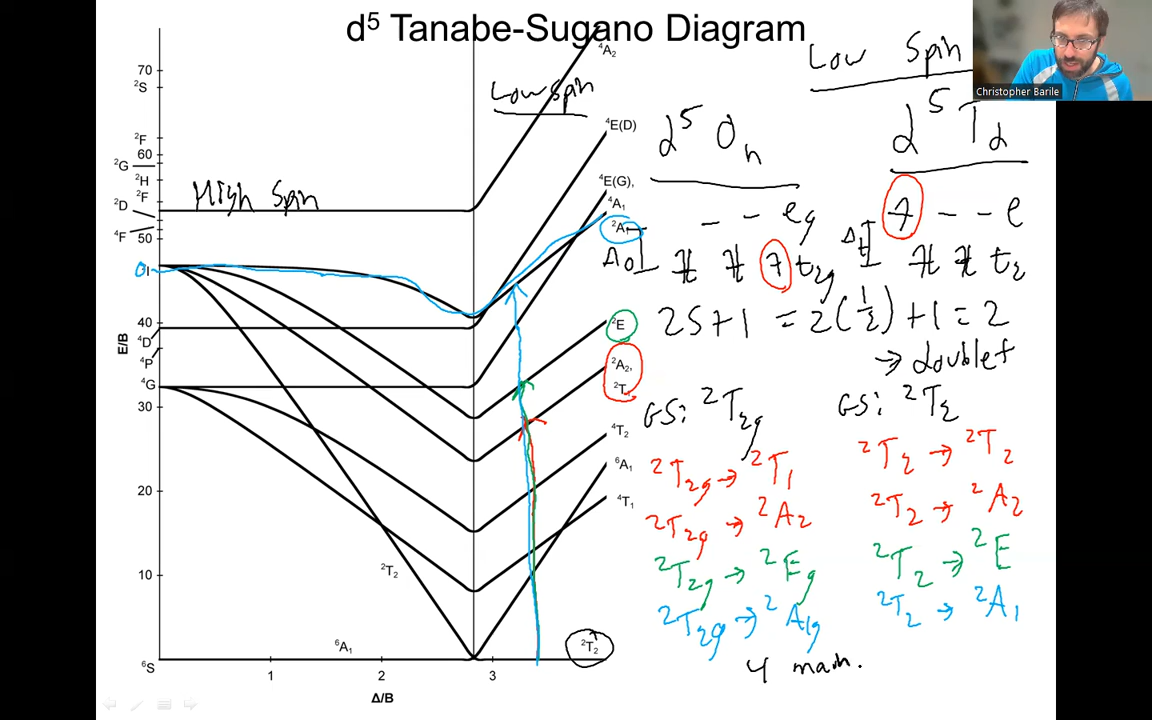 d⁵ Tanabe-Sugano Diagram
Christopher Barile
Low Spin
High Spin
Low Spin
d⁵ Oh
d⁵ Td
eg
e
Δo
t2g
Δt
t2
2S+1 = 2(1/2) + 1 = 2
→ doublet
GS: ²T2g
GS: ²T2
²T2g → ²T1
²T2 → ²T2
²T2g → ²A2
²T2 → ²A2
²T2g → ²Eg
²T2 → ²E
²T2g → ²A1g
²T2 → ²A1
4 main.
E/B
70
²S
²F
60
²G
²H
²F
²D
⁴F
50
²I
40
⁴D
⁴P
⁴G
30
20
10
⁶S
1
2
3
Δ/B
⁴A₂
⁴E(D)
⁴E(G),
⁴A₁
²A₁
²E
²A₂,
⁴T₂
⁶A₁
⁴T₁
²T₂
⁶A₁
²T₂